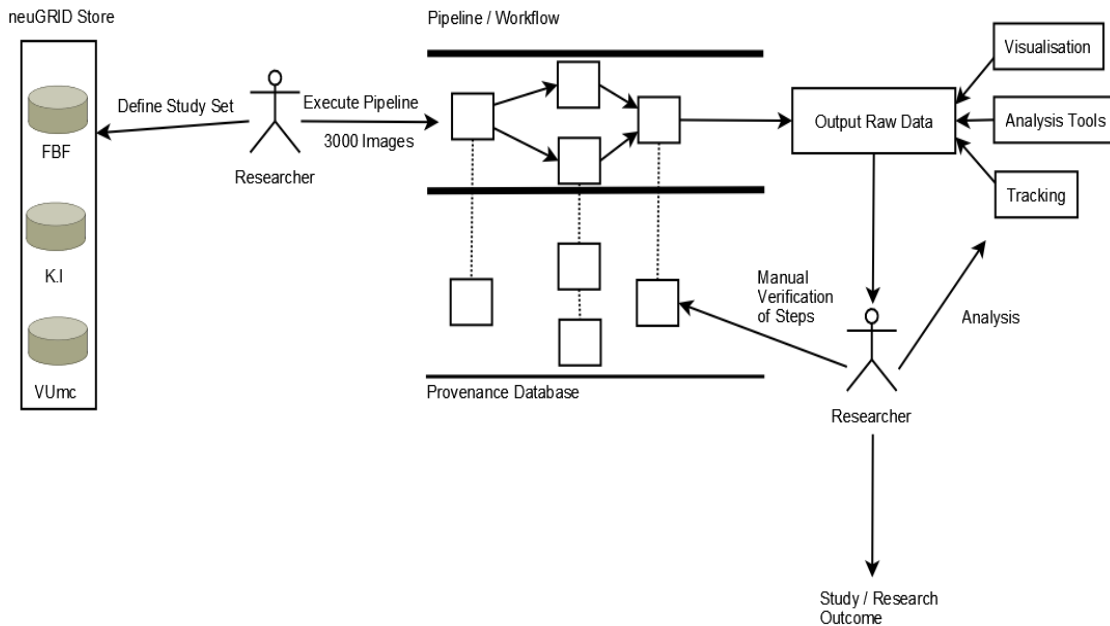 neuGRID Store
FBF
K.I
VUmc
Define Study Set
Researcher
Execute Pipeline
3000 Images
Pipeline / Workflow
Provenance Database
Output Raw Data
Visualisation
Analysis Tools
Tracking
Manual
Verification
of Steps
Analysis
Researcher
Study / Research
Outcome